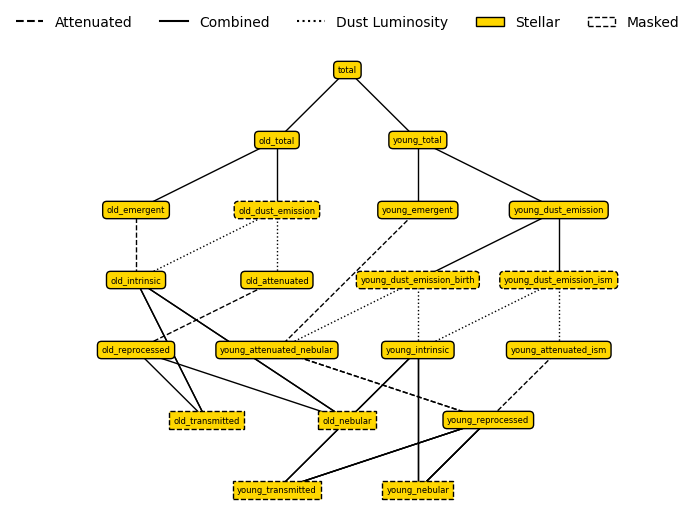 Attenuated Combined Dust Luminosity Stellar Masked
total
old_total young_total
old_emergent old_dust_emission young_emergent young_dust_emission
old_intrinsic old_attenuated young_dust_emission_birth young_dust_emission_ism
old_reprocessed young_attenuated_nebular young_intrinsic young_attenuated_ism
old_transmitted old_nebular young_reprocessed
young_transmitted young_nebular